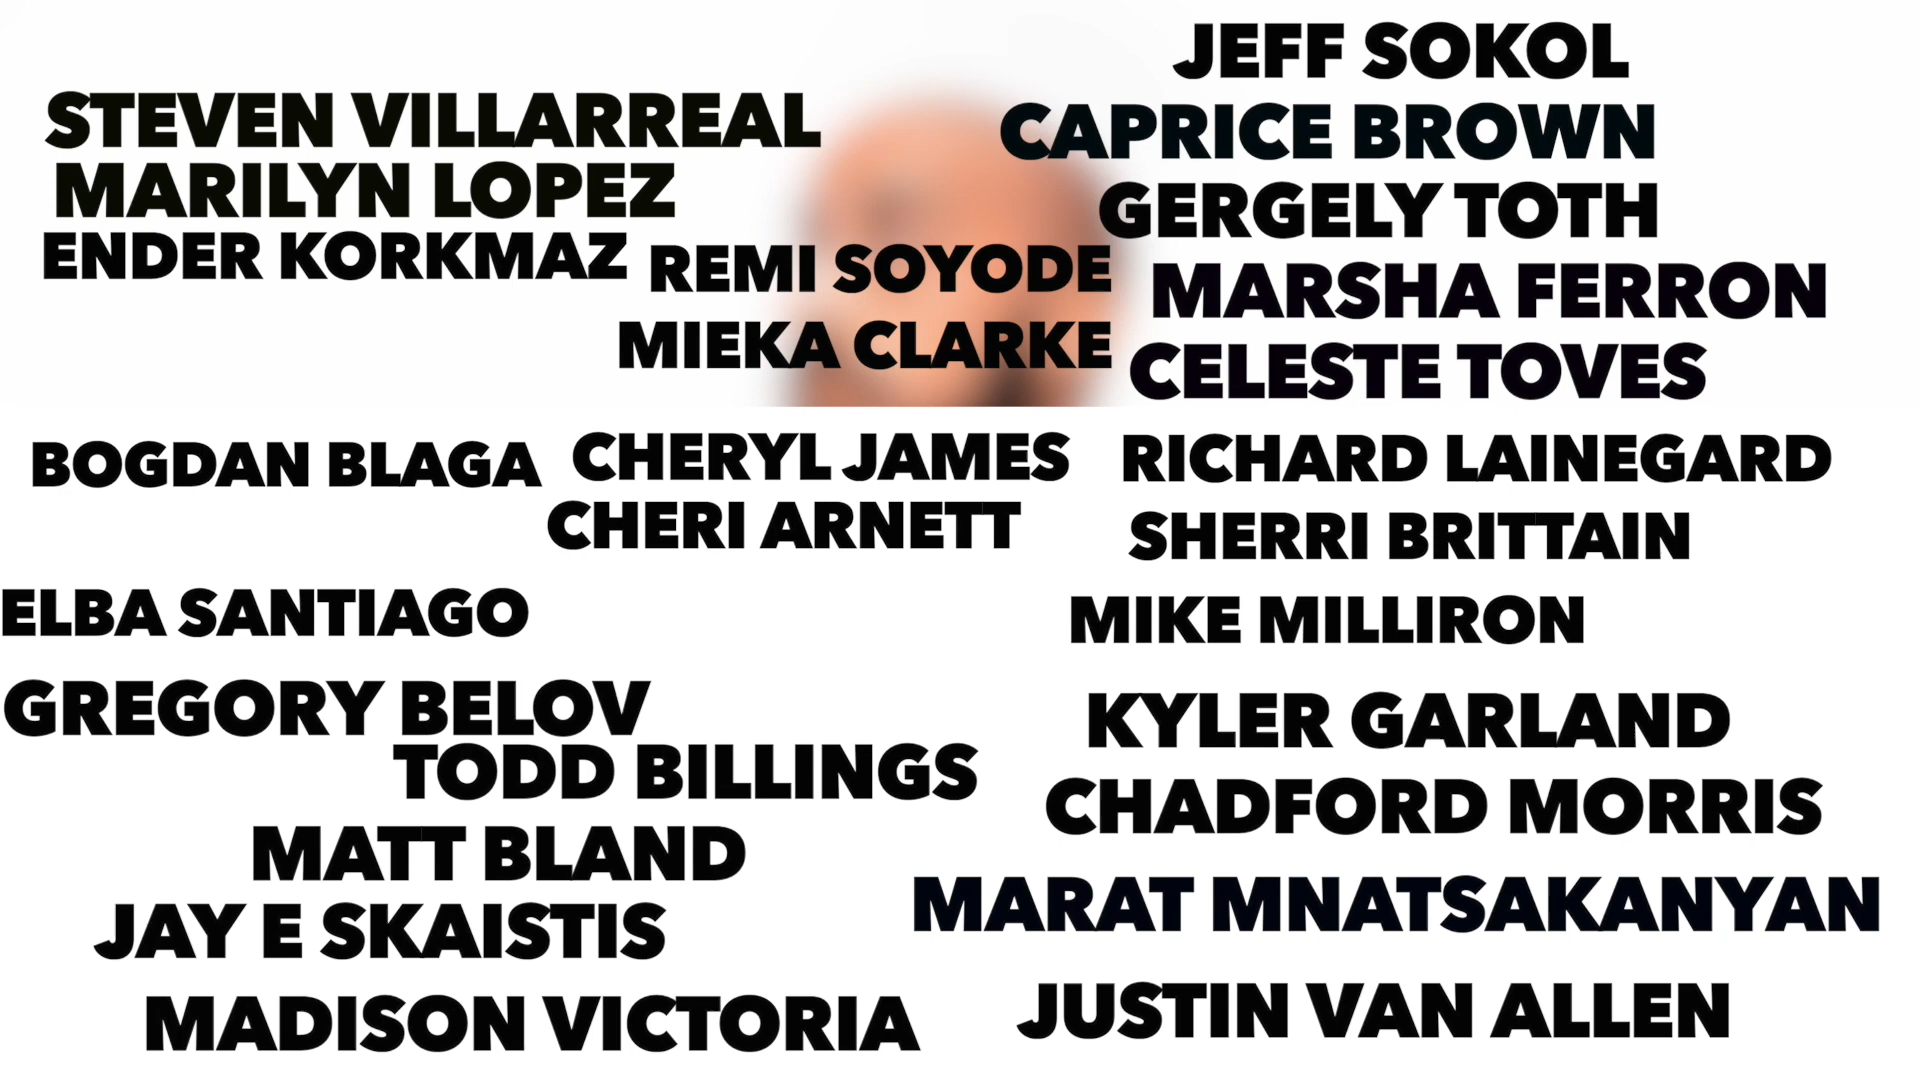 JEFF SOKOL
STEVEN VILLARREAL
CAPRICE BROWN
MARILYN LOPEZ
GERGELY TOTH
ENDER KORKMAZ
REMI SOYODE
MARSHA FERRON
MIEKA CLARKE
CELESTE TOVES
BOGDAN BLAGA
CHERYL JAMES
RICHARD LAINEGARD
CHERI ARNETT
SHERRI BRITTAIN
ELBA SANTIAGO
MIKE MILLIRON
GREGORY BELOV
KYLER GARLAND
TODD BILLINGS
CHADFORD MORRIS
MATT BLAND
MARAT MNATSAKANYAN
JAY E SKAISTIS
JUSTIN VAN ALLEN
MADISON VICTORIA